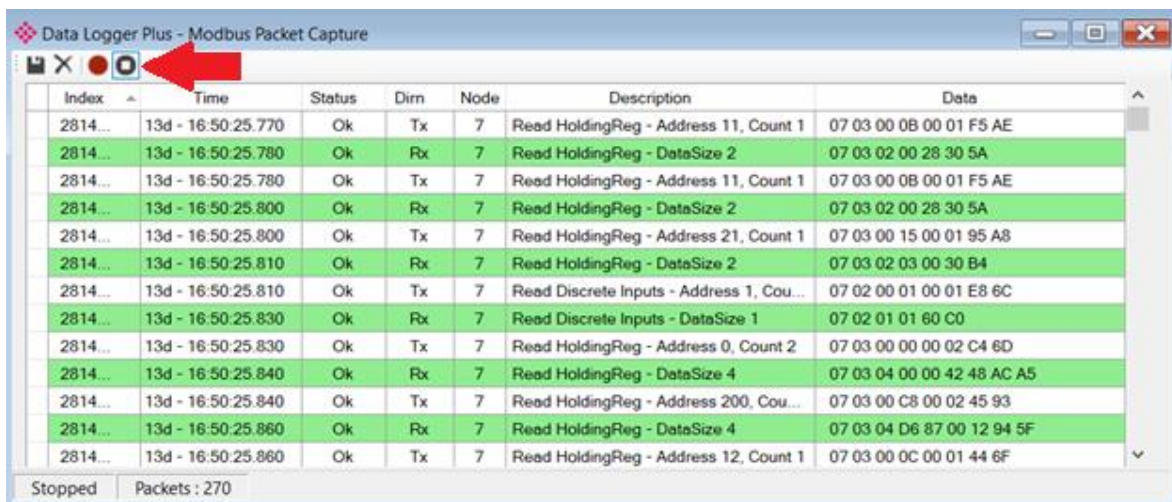 Data Logger Plus - Modbus Packet Capture
Index Time Status Dirn Node Description Data
2814... 13d - 16:50:25.770 Ok Tx 7 Read HoldingReg - Address 11, Count 1 07 03 00 0B 00 01 F5 AE
2814... 13d - 16:50:25.780 Ok Rx 7 Read HoldingReg - DataSize 2 07 03 02 00 28 30 5A
2814... 13d - 16:50:25.780 Ok Tx 7 Read HoldingReg - Address 11, Count 1 07 03 00 0B 00 01 F5 AE
2814... 13d - 16:50:25.800 Ok Rx 7 Read HoldingReg - DataSize 2 07 03 02 00 28 30 5A
2814... 13d - 16:50:25.800 Ok Tx 7 Read HoldingReg - Address 21, Count 1 07 03 00 15 00 01 95 A8
2814... 13d - 16:50:25.810 Ok Rx 7 Read HoldingReg - DataSize 2 07 03 02 03 00 30 B4
2814... 13d - 16:50:25.810 Ok Tx 7 Read Discrete Inputs - Address 1, Cou... 07 02 00 01 00 01 E8 6C
2814... 13d - 16:50:25.830 Ok Rx 7 Read Discrete Inputs - DataSize 1 07 02 01 01 60 C0
2814... 13d - 16:50:25.830 Ok Tx 7 Read HoldingReg - Address 0, Count 2 07 03 00 00 00 02 C4 6D
2814... 13d - 16:50:25.840 Ok Rx 7 Read HoldingReg - DataSize 4 07 03 04 00 00 42 48 AC A5
2814... 13d - 16:50:25.840 Ok Tx 7 Read HoldingReg - Address 200, Cou... 07 03 00 C8 00 02 45 93
2814... 13d - 16:50:25.860 Ok Rx 7 Read HoldingReg - DataSize 4 07 03 04 D6 87 00 12 94 5F
2814... 13d - 16:50:25.860 Ok Tx 7 Read HoldingReg - Address 12, Count 1 07 03 00 0C 00 01 44 6F
Stopped Packets : 270